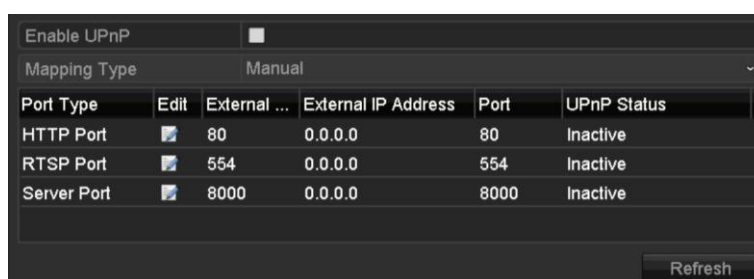 Enable UPnP
Mapping Type Manual
Port Type Edit External ... External IP Address Port UPnP Status
HTTP Port 80 0.0.0.0 80 Inactive
RTSP Port 554 0.0.0.0 554 Inactive
Server Port 8000 0.0.0.0 8000 Inactive
Refresh